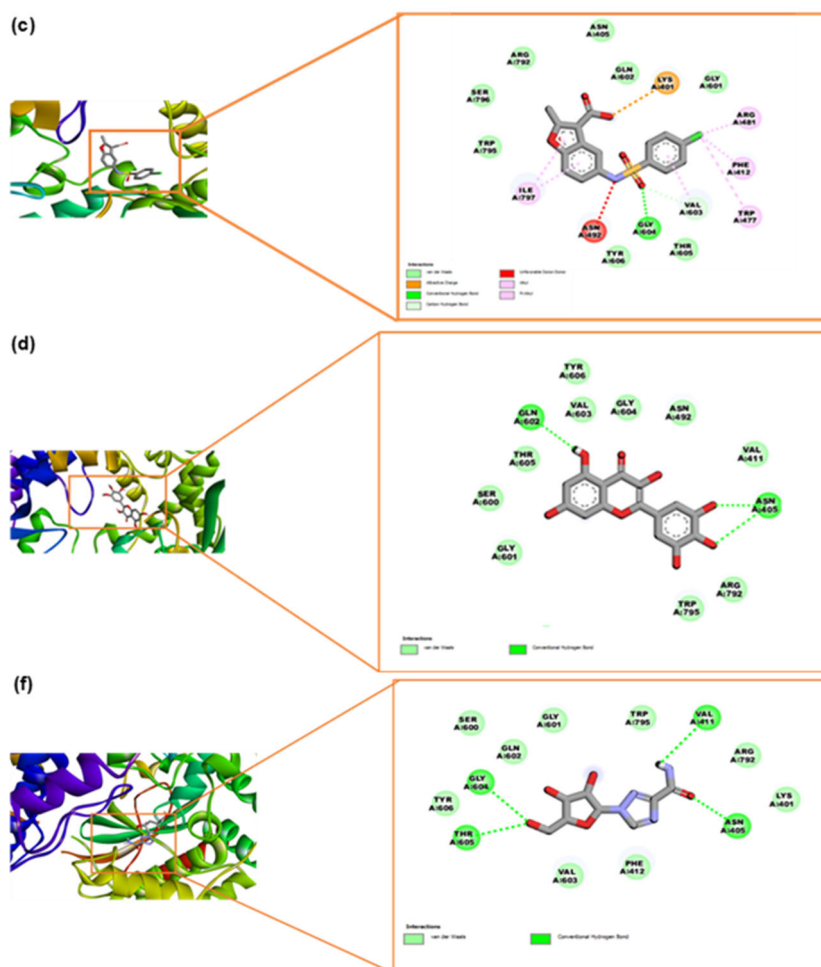 (c)
ASN
A:405
ARG
A:792
GLN
A:602
LYS
A:401
GLY
A:601
SER
A:796
ARG
A:481
TRP
A:795
PHE
A:412
ILE
A:797
VAL
A:603
TRP
A:477
ASN
A:492
GLY
A:604
TYR
A:606
THR
A:605
Interactions
van der Waals
Attractive Charge
Conventional Hydrogen Bond
Carbon Hydrogen Bond
Unfavorable Donor-Donor
Alkyl
Pi-Alkyl
(d)
TYR
A:606
GLN
A:602
VAL
A:603
GLY
A:604
ASN
A:492
THR
A:605
VAL
A:411
SER
A:600
ASN
A:405
GLY
A:601
ARG
A:792
TRP
A:795
Interactions
van der Waals
Conventional Hydrogen Bond
(f)
SER
A:600
GLY
A:601
TRP
A:795
VAL
A:411
GLN
A:602
ARG
A:792
GLY
A:604
TYR
A:606
LYS
A:401
THR
A:605
ASN
A:405
VAL
A:603
PHE
A:412
Interactions
van der Waals
Conventional Hydrogen Bond